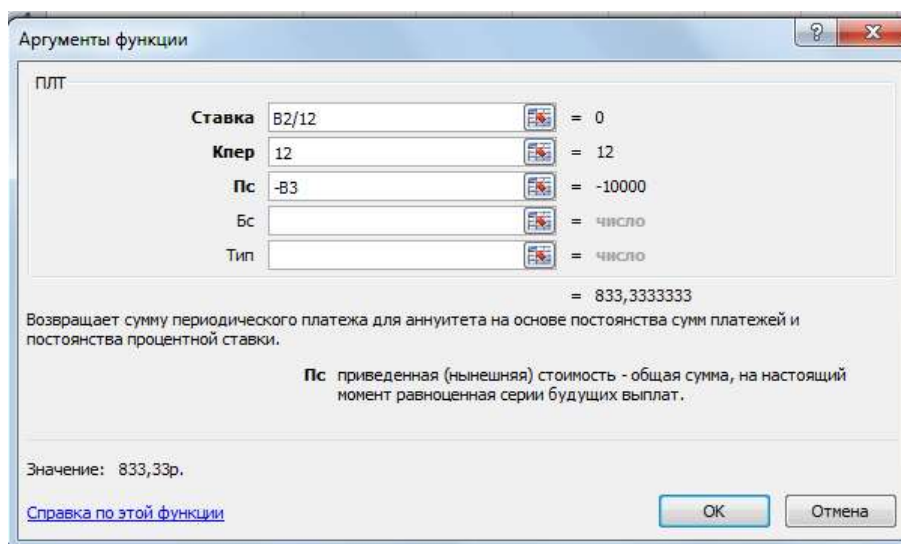 Аргументы функции
ПЛТ
Ставка B2/12 = 0
Кпер 12 = 12
Пс -B3 = -10000
Бс = число
Тип = число
= 833,3333333
Возвращает сумму периодического платежа для аннуитета на основе постоянства сумм платежей и
постоянства процентной ставки.
Пс приведенная (нынешняя) стоимость - общая сумма, на настоящий
момент равноценная серии будущих выплат.
Значение: 833,33р.
Справка по этой функции
ОК
Отмена